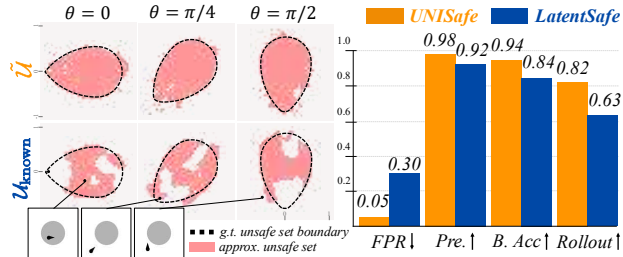 θ = 0
θ = π/4
θ = π/2
Ũ
U_known
g.t. unsafe set boundary
approx. unsafe set
UNISafe
LatentSafe
1.0
0.8
0.6
0.4
0.2
0.05
0.30
0.98
0.92
0.94
0.84
0.82
0.63
FPR↓
Pre.↑
B. Acc↑
Rollout↑